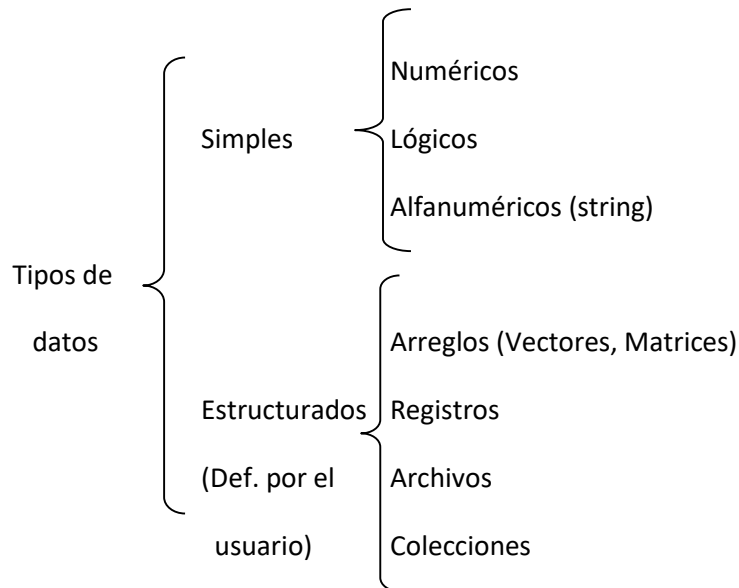 Tipos de
datos
Simples
Numéricos
Lógicos
Alfanuméricos (string)
Estructurados
(Def. por el
usuario)
Arreglos (Vectores, Matrices)
Registros
Archivos
Colecciones